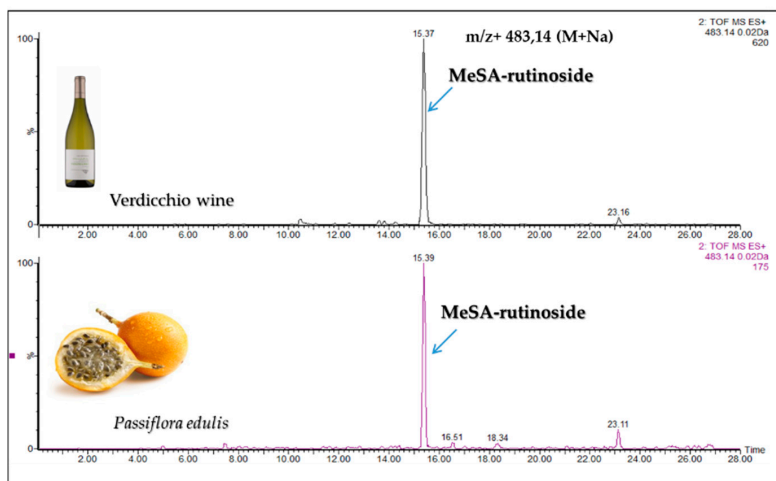 2: TOF MS ES+
483.14 0.02Da
620
100
15.37
m/z+ 483,14 (M+Na)
MeSA-rutinoside
%
Verdicchio wine
23.16
0
2.00 4.00 6.00 8.00 10.00 12.00 14.00 16.00 18.00 20.00 22.00 24.00 26.00 28.00
2: TOF MS ES+
483.14 0.02Da
175
100
15.39
MeSA-rutinoside
%
Passiflora edulis
16.51 18.34 23.11
0
Time
2.00 4.00 6.00 8.00 10.00 12.00 14.00 16.00 18.00 20.00 22.00 24.00 26.00 28.00